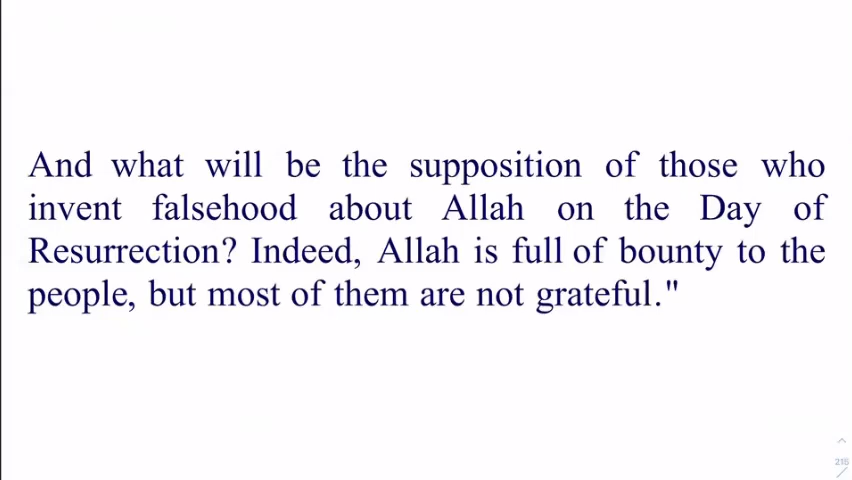 And what will be the supposition of those who
invent falsehood about Allah on the Day of
Resurrection? Indeed, Allah is full of bounty to the
people, but most of them are not grateful."
216